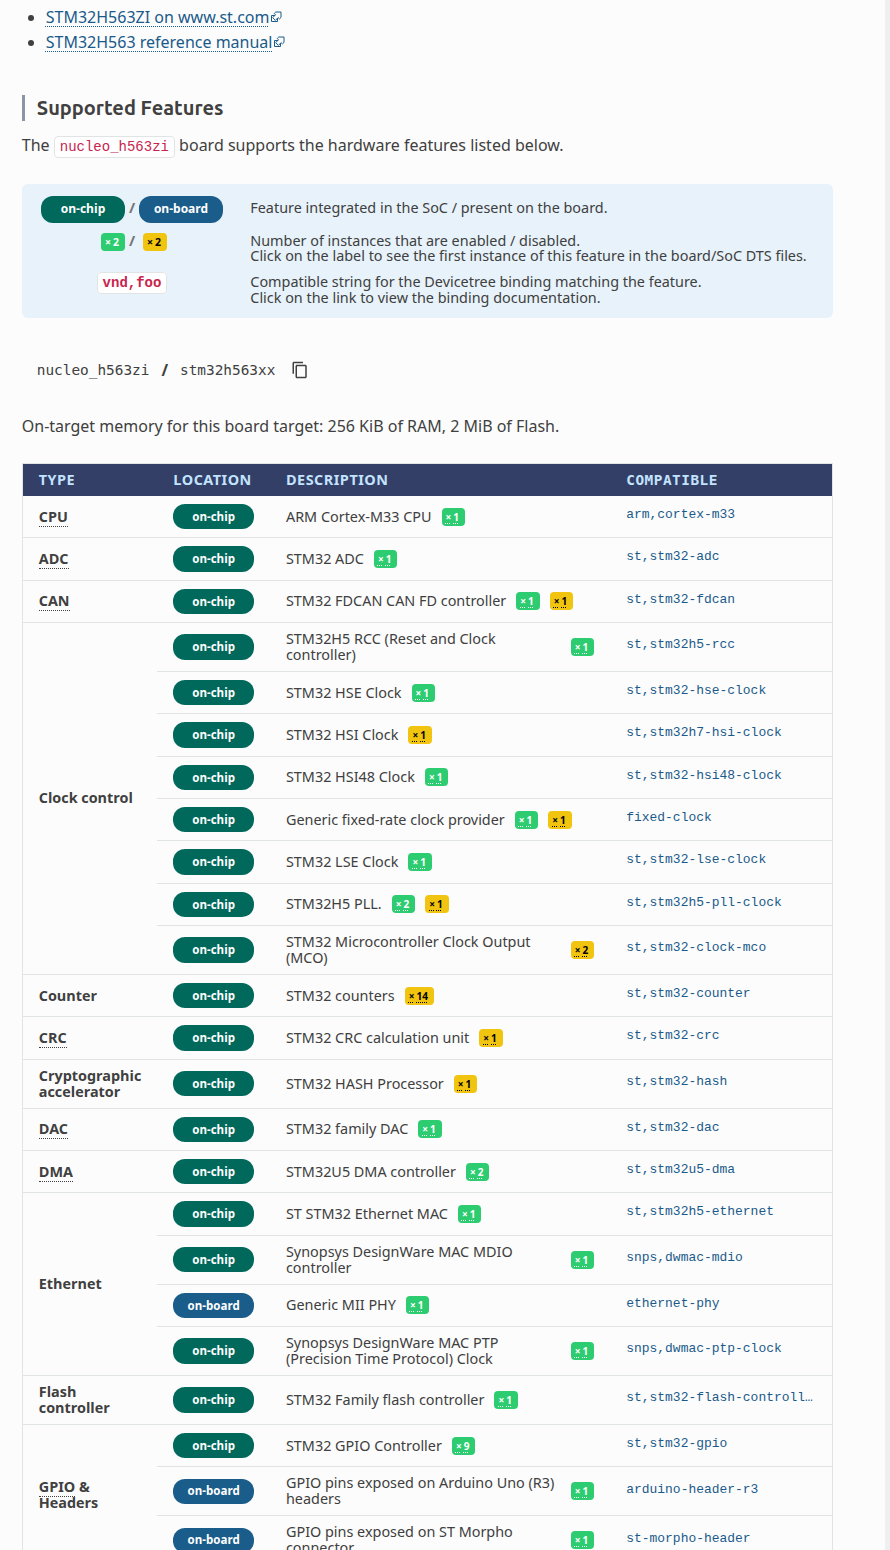 STM32H563ZI on www.st.com
STM32H563 reference manual
Supported Features
The nucleo_h563zi board supports the hardware features listed below.
on-chip / on-board Feature integrated in the SoC / present on the board.
×2 / ×2 Number of instances that are enabled / disabled.
Click on the label to see the first instance of this feature in the board/SoC DTS files.
vnd,foo Compatible string for the Devicetree binding matching the feature.
Click on the link to view the binding documentation.
nucleo_h563zi / stm32h563xx
On-target memory for this board target: 256 KiB of RAM, 2 MiB of Flash.
TYPE LOCATION DESCRIPTION COMPATIBLE
CPU on-chip ARM Cortex-M33 CPU ×1 arm,cortex-m33
ADC on-chip STM32 ADC ×1 st,stm32-adc
CAN on-chip STM32 FDCAN CAN FD controller ×1 ×1 st,stm32-fdcan
Clock control
on-chip STM32H5 RCC (Reset and Clock
controller) ×1 st,stm32h5-rcc
on-chip STM32 HSE Clock ×1 st,stm32-hse-clock
on-chip STM32 HSI Clock ×1 st,stm32h7-hsi-clock
on-chip STM32 HSI48 Clock ×1 st,stm32-hsi48-clock
on-chip Generic fixed-rate clock provider ×1 ×1 fixed-clock
on-chip STM32 LSE Clock ×1 st,stm32-lse-clock
on-chip STM32H5 PLL. ×2 ×1 st,stm32h5-pll-clock
on-chip STM32 Microcontroller Clock Output
(MCO) ×2 st,stm32-clock-mco
Counter on-chip STM32 counters ×14 st,stm32-counter
CRC on-chip STM32 CRC calculation unit ×1 st,stm32-crc
Cryptographic
accelerator on-chip STM32 HASH Processor ×1 st,stm32-hash
DAC on-chip STM32 family DAC ×1 st,stm32-dac
DMA on-chip STM32U5 DMA controller ×2 st,stm32u5-dma
Ethernet
on-chip ST STM32 Ethernet MAC ×1 st,stm32h5-ethernet
on-chip Synopsys DesignWare MAC MDIO
controller ×1 snps,dwmac-mdio
on-board Generic MII PHY ×1 ethernet-phy
on-chip Synopsys DesignWare MAC PTP
(Precision Time Protocol) Clock ×1 snps,dwmac-ptp-clock
Flash
controller on-chip STM32 Family flash controller ×1 st,stm32-flash-controll…
GPIO &
Headers
on-chip STM32 GPIO Controller ×9 st,stm32-gpio
on-board GPIO pins exposed on Arduino Uno (R3)
headers ×1 arduino-header-r3
on-board GPIO pins exposed on ST Morpho
connector ×1 st-morpho-header